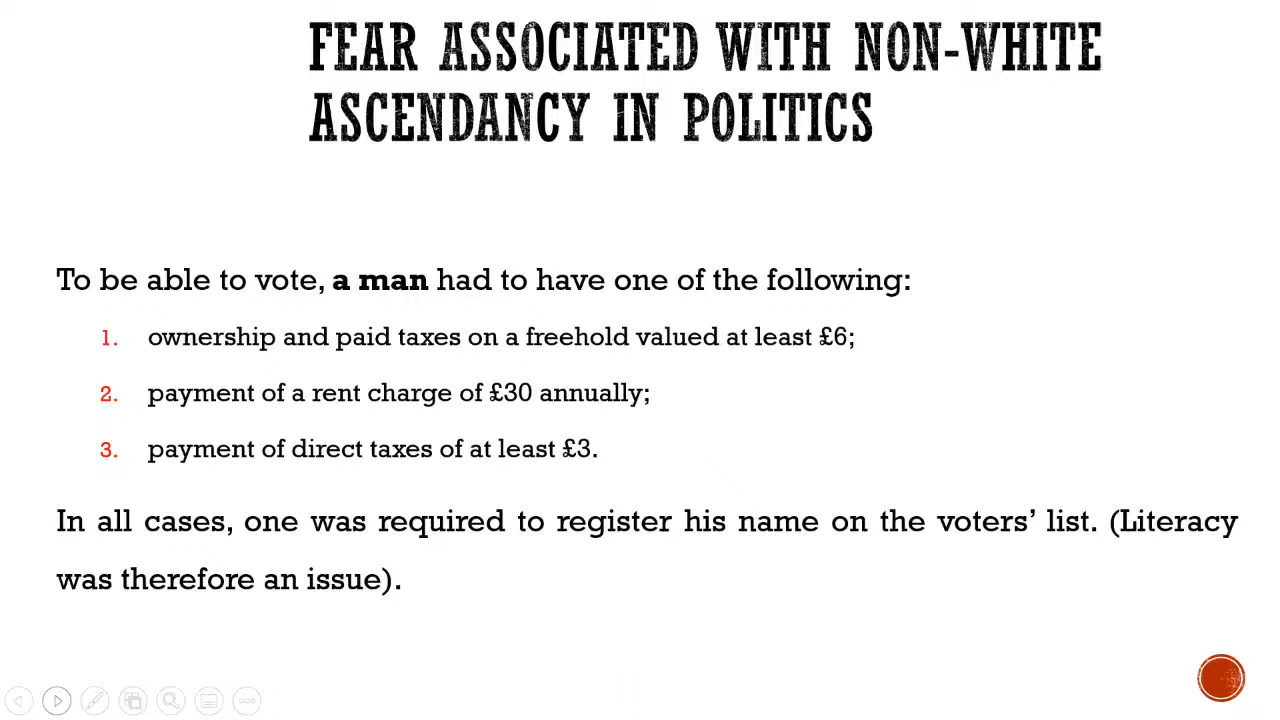 FEAR ASSOCIATED WITH NON-WHITE
ASCENDANCY IN POLITICS
To be able to vote, a man had to have one of the following:
1. ownership and paid taxes on a freehold valued at least £6;
2. payment of a rent charge of £30 annually;
3. payment of direct taxes of at least £3.
In all cases, one was required to register his name on the voters’ list. (Literacy
was therefore an issue).